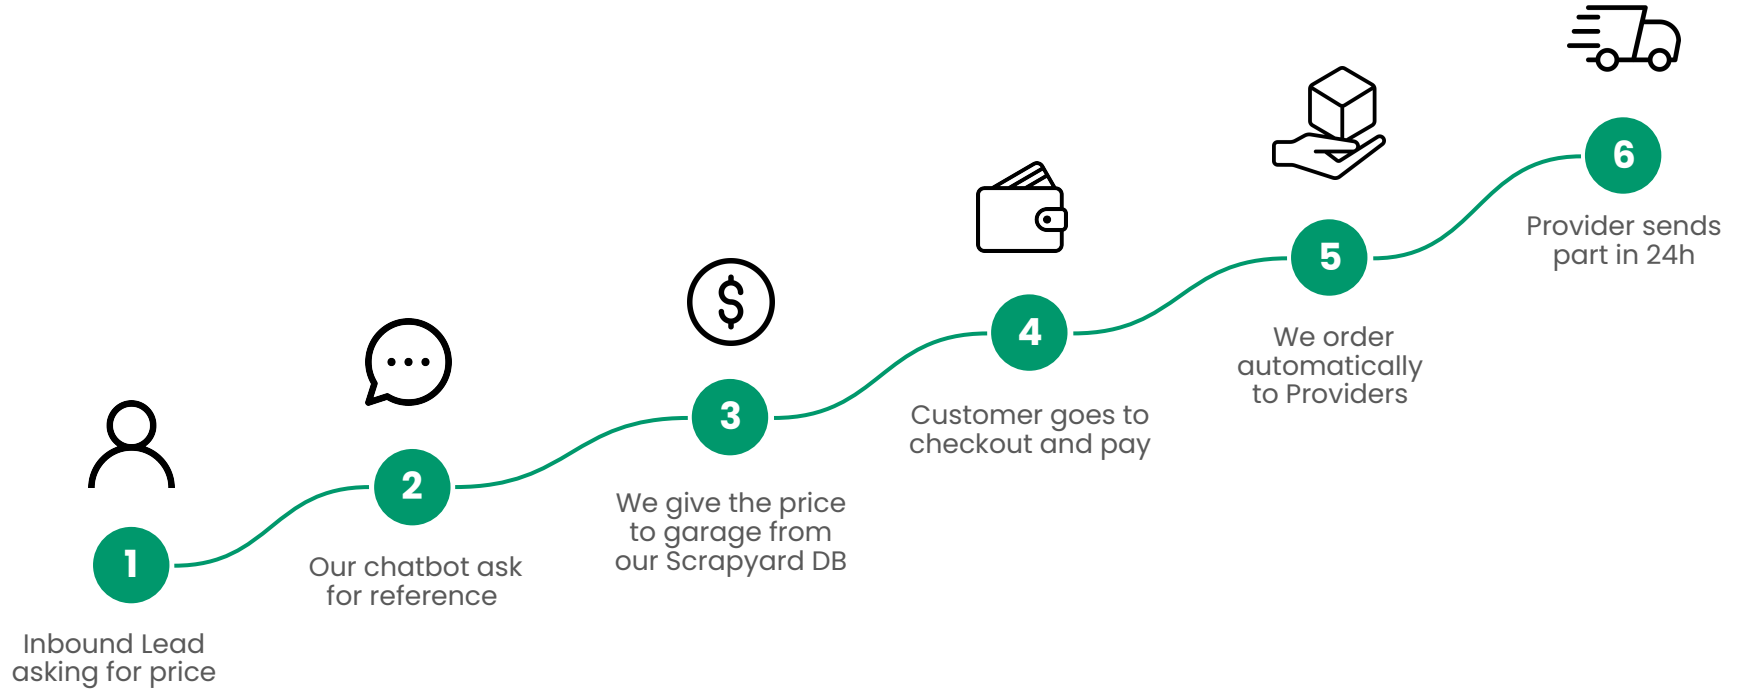 1
Inbound Lead
asking for price
2
Our chatbot ask
for reference
3
We give the price
to garage from
our Scrapyard DB
4
Customer goes to
checkout and pay
5
We order
automatically
to Providers
6
Provider sends
part in 24h